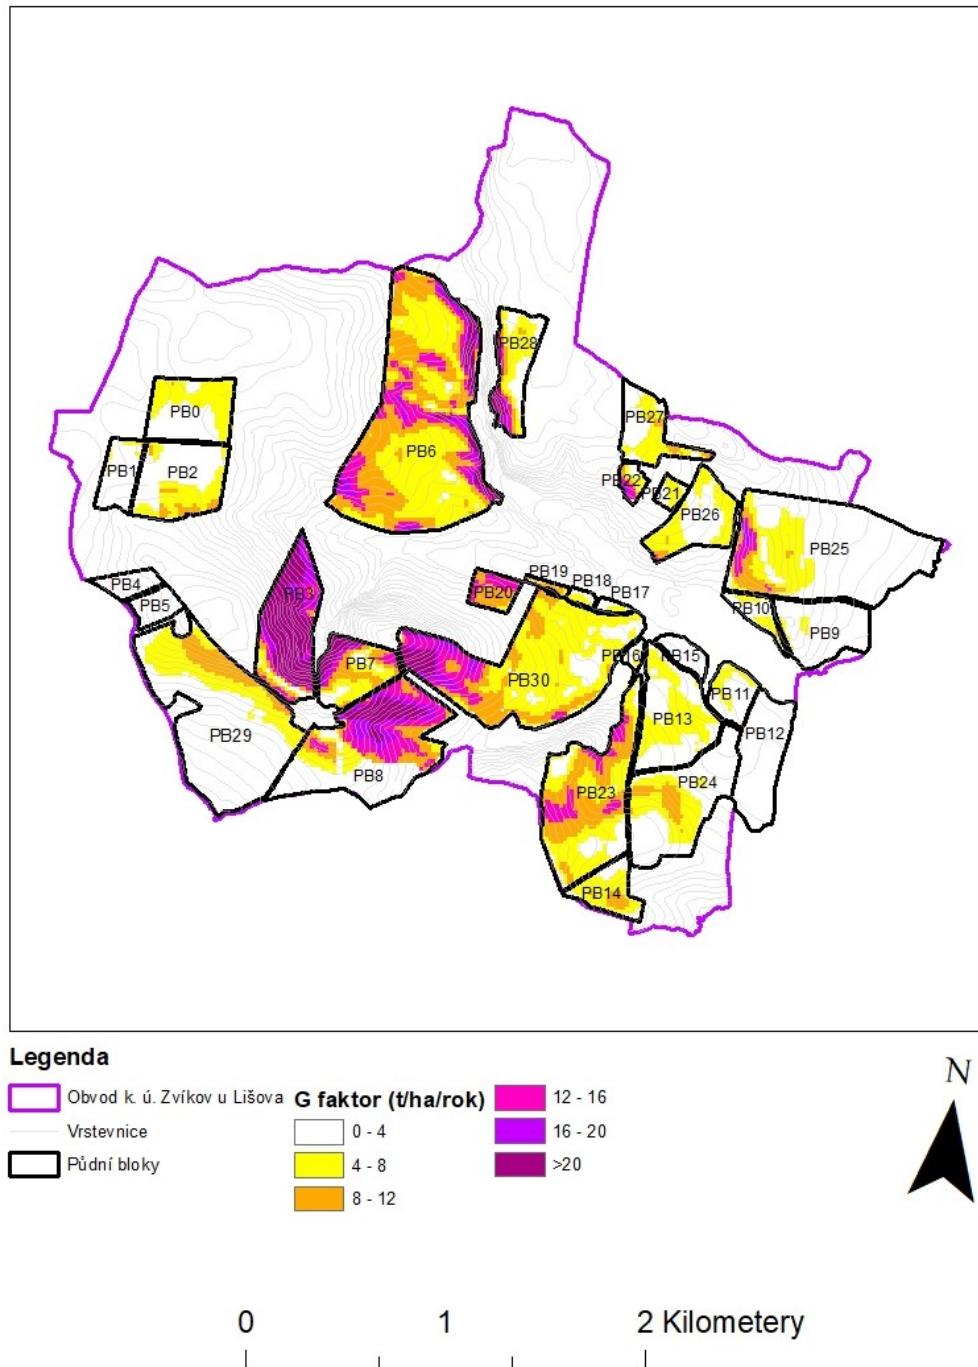 PB28
PB0
PB27
PB6
PB1
PB2
PB22
PB21
PB26
PB25
PB4
PB3
PB20
PB19
PB18
PB17
PB5
PB10
PB9
PB7
PB16
PB15
PB30
PB11
PB29
PB13
PB12
PB8
PB23
PB24
PB14
Legenda
Obvod k. ú. Zvíkov u Lišova
Vrstevnice
Půdní bloky
G faktor (t/ha/rok)
0 - 4
4 - 8
8 - 12
12 - 16
16 - 20
>20
N
0 1 2 Kilometery